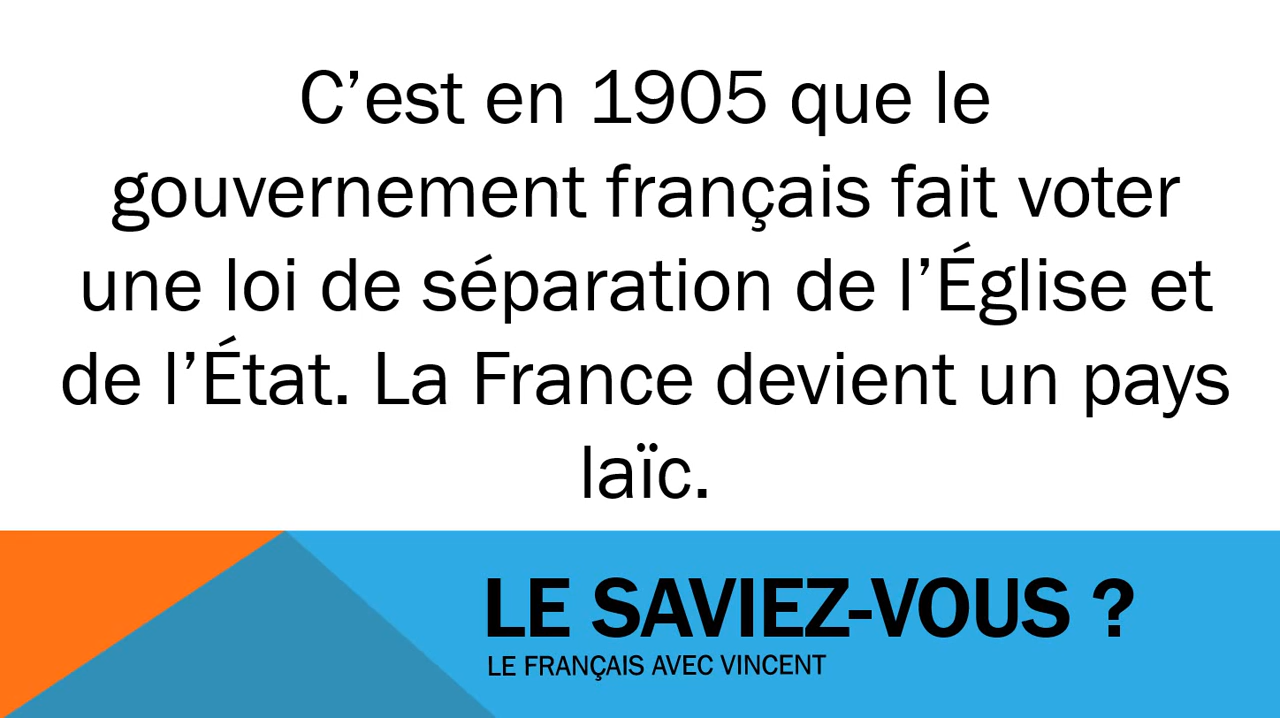 C’est en 1905 que le
gouvernement français fait voter
une loi de séparation de l’Église et
de l’État. La France devient un pays
laïc.
LE SAVIEZ-VOUS ?
LE FRANÇAIS AVEC VINCENT